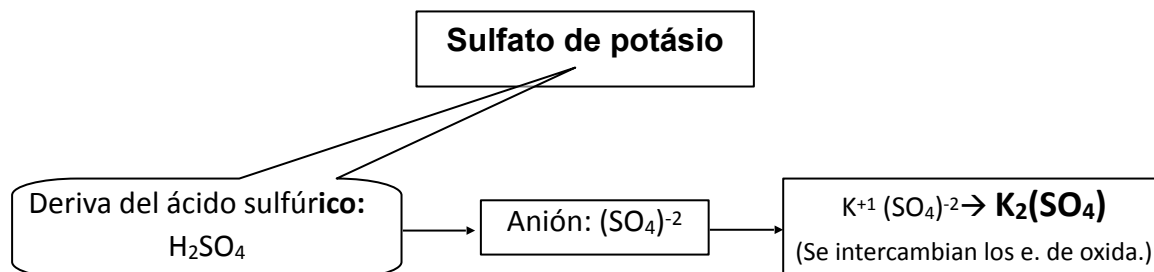 Sulfato de potásio
Deriva del ácido sulfúrico:
H₂SO₄
Anión: (SO₄)⁻²
K⁺¹ (SO₄)⁻²→ K₂(SO₄)
(Se intercambian los e. de oxida.)